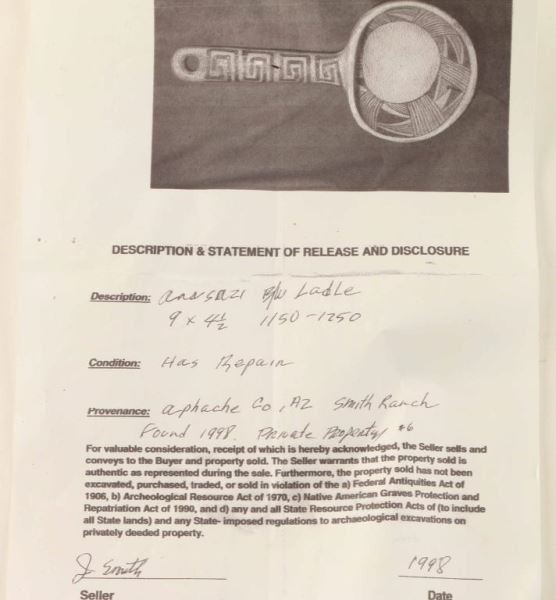 DESCRIPTION & STATEMENT OF RELEASE AND DISCLOSURE
Description: anasazi B/W Ladle
9 x 4½ 1150-1250
Condition: Has Repair
Provenance: aphache Co, AZ Smith Ranch
Found 1998. Private Property #6
For valuable consideration, receipt of which is hereby acknowledged, the Seller sells and
conveys to the Buyer and property sold. The Seller warrants that the property sold is
authentic as represented during the sale. Furthermore, the property sold has not been
excavated, purchased, traded, or sold in violation of the a) Federal Antiquities Act of
1906, b) Archeological Resource Act of 1970, c) Native American Graves Protection and
Repatriation Act of 1990, and d) any and all State Resource Protection Acts of (to include
all State lands) and any State- imposed regulations to archaeological excavations on
privately deeded property.
J Smith 1998
Seller Date